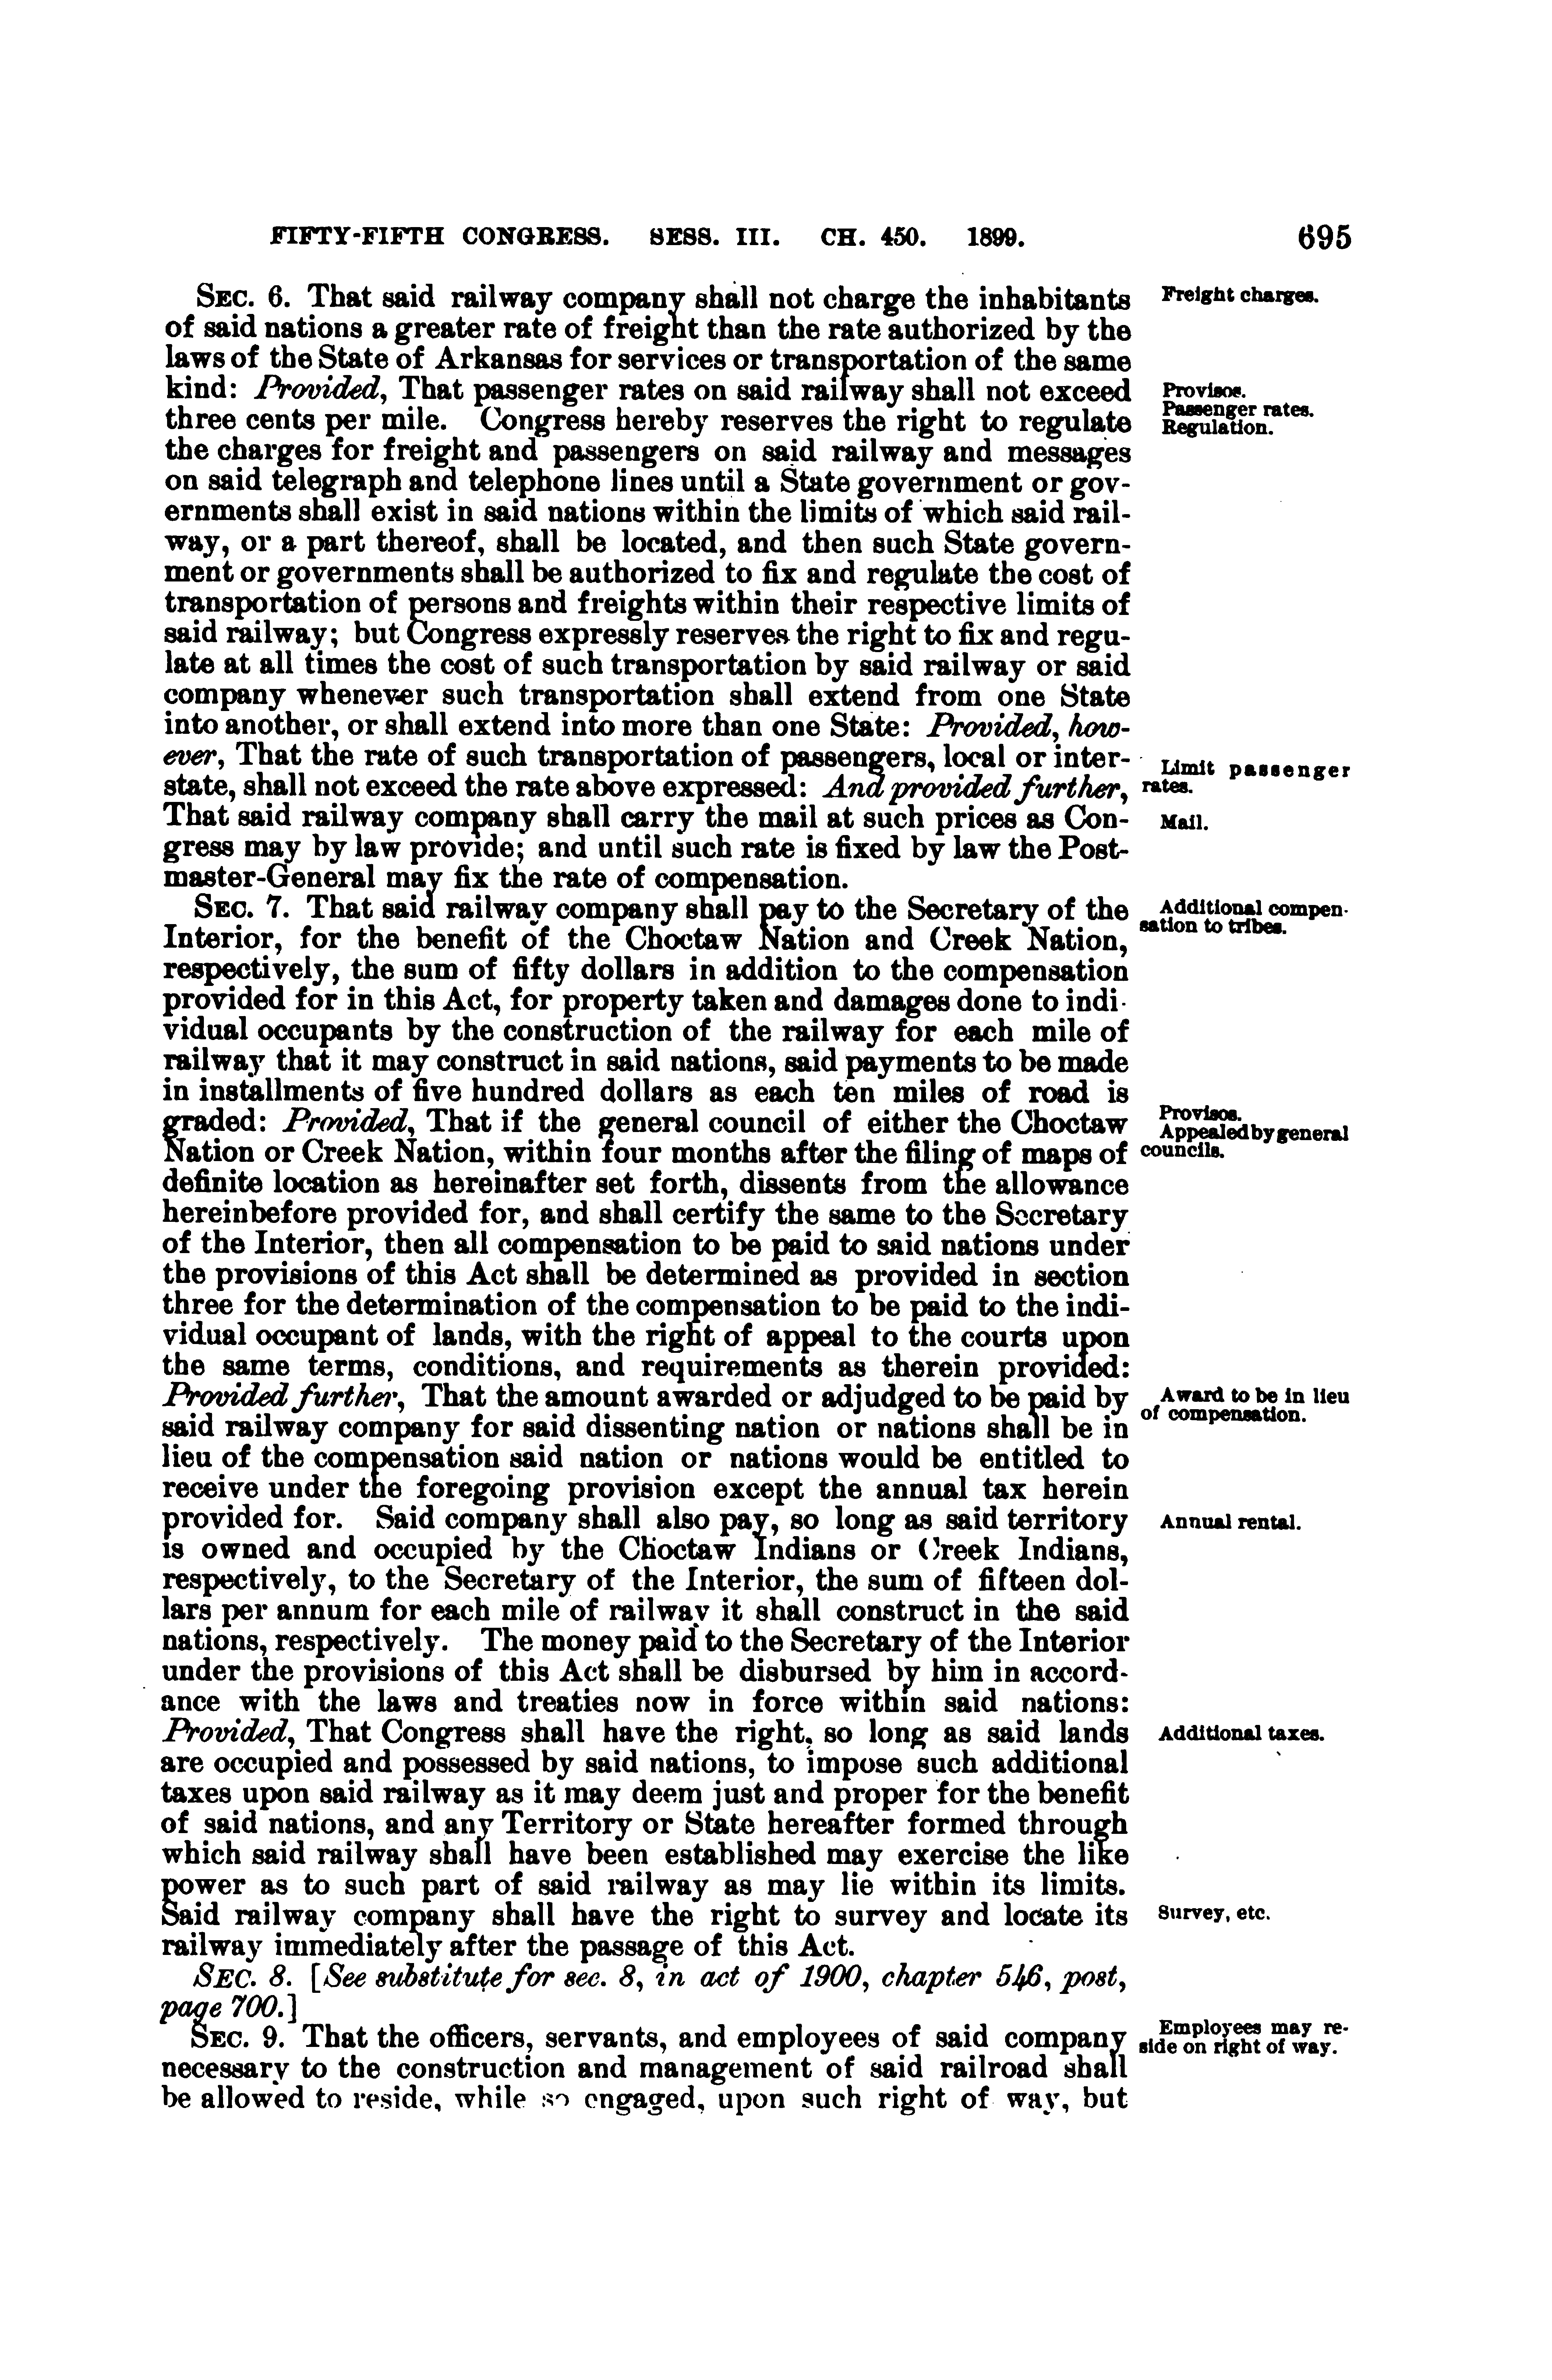 FIFTY-FIFTH CONGRESS. SESS. III. CH. 450. 1899. 695
SEC. 6. That said railway company shall not charge the inhabitants
of said nations a greater rate of freight than the rate authorized by the
laws of the State of Arkansas for services or transportation of the same
kind: Provided, That passenger rates on said railway shall not exceed
three cents per mile. Congress hereby reserves the right to regulate
the charges for freight and passengers on said railway and messages
on said telegraph and telephone lines until a State government or gov-
ernments shall exist in said nations within the limits of which said rail-
way, or a part thereof, shall be located, and then such State govern-
ment or governments shall be authorized to fix and regulate the cost of
transportation of persons and freights within their respective limits of
said railway; but Congress expressly reserves the right to fix and regu-
late at all times the cost of such transportation by said railway or said
company whenever such transportation shall extend from one State
into another, or shall extend into more than one State: Provided, how-
ever, That the rate of such transportation of passengers, local or inter-
state, shall not exceed the rate above expressed: And provided further,
That said railway company shall carry the mail at such prices as Con-
gress may by law provide; and until such rate is fixed by law the Post-
master-General may fix the rate of compensation.
SEC. 7. That said railway company shall pay to the Secretary of the
Interior, for the benefit of the Choctaw Nation and Creek Nation,
respectively, the sum of fifty dollars in addition to the compensation
provided for in this Act, for property taken and damages done to indi-
vidual occupants by the construction of the railway for each mile of
railway that it may construct in said nations, said payments to be made
in installments of five hundred dollars as each ten miles of road is
graded: Provided, That if the general council of either the Choctaw
Nation or Creek Nation, within four months after the filing of maps of
definite location as hereinafter set forth, dissents from the allowance
hereinbefore provided for, and shall certify the same to the Secretary
of the Interior, then all compensation to be paid to said nations under
the provisions of this Act shall be determined as provided in section
three for the determination of the compensation to be paid to the indi-
vidual occupant of lands, with the right of appeal to the courts upon
the same terms, conditions, and requirements as therein provided:
Provided further, That the amount awarded or adjudged to be paid by
said railway company for said dissenting nation or nations shall be in
lieu of the compensation said nation or nations would be entitled to
receive under the foregoing provision except the annual tax herein
provided for. Said company shall also pay, so long as said territory
is owned and occupied by the Choctaw Indians or Creek Indians,
respectively, to the Secretary of the Interior, the sum of fifteen dol-
lars per annum for each mile of railway it shall construct in the said
nations, respectively. The money paid to the Secretary of the Interior
under the provisions of this Act shall be disbursed by him in accord-
ance with the laws and treaties now in force within said nations:
Provided, That Congress shall have the right, so long as said lands
are occupied and possessed by said nations, to impose such additional
taxes upon said railway as it may deem just and proper for the benefit
of said nations, and any Territory or State hereafter formed through
which said railway shall have been established may exercise the like
power as to such part of said railway as may lie within its limits.
Said railway company shall have the right to survey and locate its
railway immediately after the passage of this Act.
SEC. 8. [See substitute for sec. 8, in act of 1900, chapter 546, post,
page 700.]
SEC. 9. That the officers, servants, and employees of said company
necessary to the construction and management of said railroad shall
be allowed to reside, while so engaged, upon such right of way, but
Freight charges.
Provisos.
Passenger rates.
Regulation.
Limit passenger
rates.
Mail.
Additional compen-
sation to tribes.
Provisos.
Appealed by general
councils.
Award to be in lieu
of compensation.
Annual rental.
Additional taxes.
Survey, etc.
Employees may re-
side on right of way.